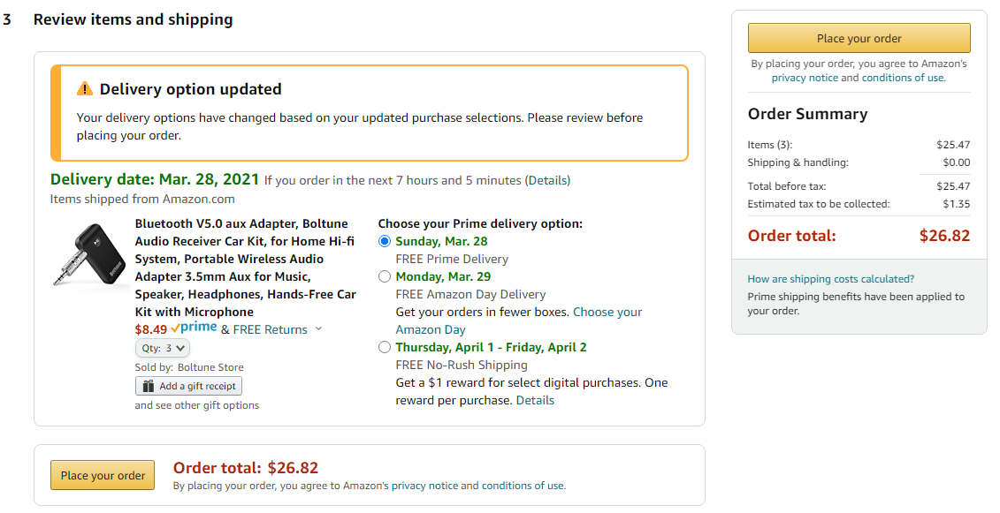 3 Review items and shipping
Delivery option updated
Your delivery options have changed based on your updated purchase selections. Please review before
placing your order.
Delivery date: Mar. 28, 2021 If you order in the next 7 hours and 5 minutes (Details)
Items shipped from Amazon.com
Bluetooth V5.0 aux Adapter, Boltune
Audio Receiver Car Kit, for Home Hi-fi
System, Portable Wireless Audio
Adapter 3.5mm Aux for Music,
Speaker, Headphones, Hands-Free Car
Kit with Microphone
$8.49 prime & FREE Returns
Qty: 3
Sold by: Boltune Store
Add a gift receipt
and see other gift options
boltune
Choose your Prime delivery option:
Sunday, Mar. 28
FREE Prime Delivery
Monday, Mar. 29
FREE Amazon Day Delivery
Get your orders in fewer boxes. Choose your
Amazon Day
Thursday, April 1 - Friday, April 2
FREE No-Rush Shipping
Get a $1 reward for select digital purchases. One
reward per purchase. Details
Place your order
Order total: $26.82
By placing your order, you agree to Amazon's privacy notice and conditions of use.
Place your order
By placing your order, you agree to Amazon's
privacy notice and conditions of use.
Order Summary
Items (3): $25.47
Shipping & handling: $0.00
Total before tax: $25.47
Estimated tax to be collected: $1.35
Order total: $26.82
How are shipping costs calculated?
Prime shipping benefits have been applied to
your order.